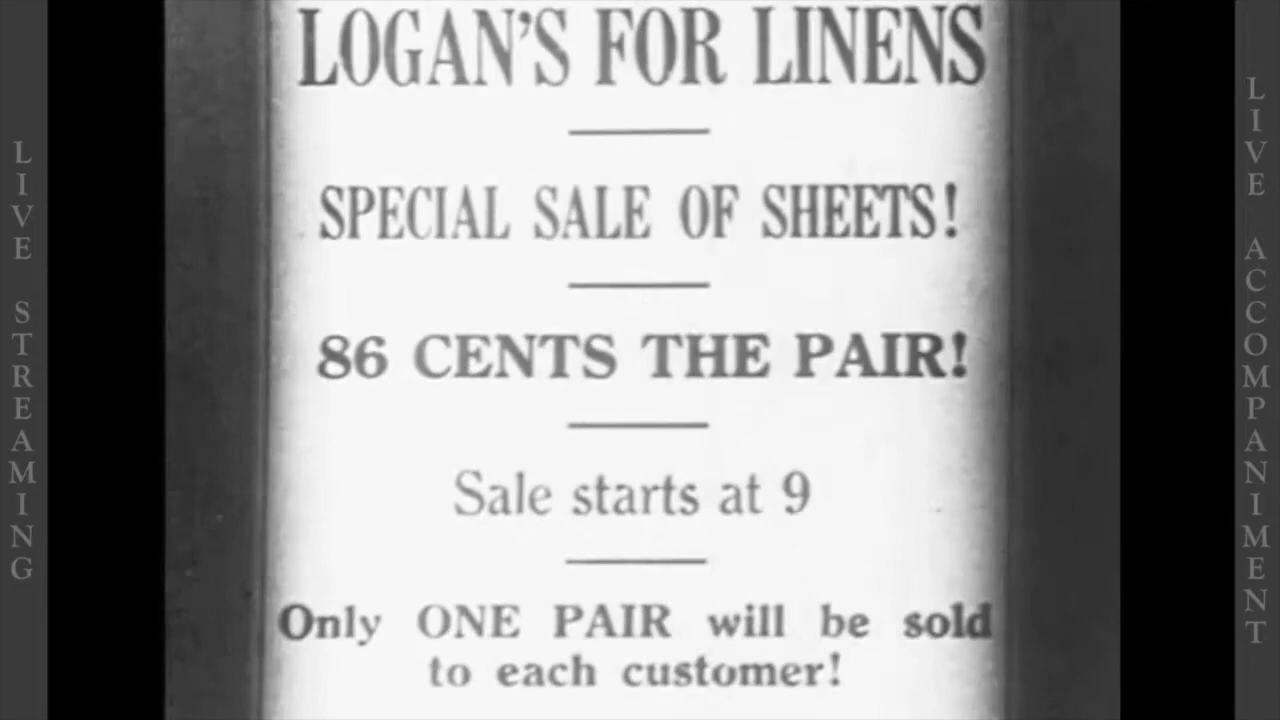 LOGAN'S FOR LINENS
SPECIAL SALE OF SHEETS!
86 CENTS THE PAIR!
Sale starts at 9
Only ONE PAIR will be sold
to each customer!
LIVE STREAMING
LIVE ACCOMPANIMENT